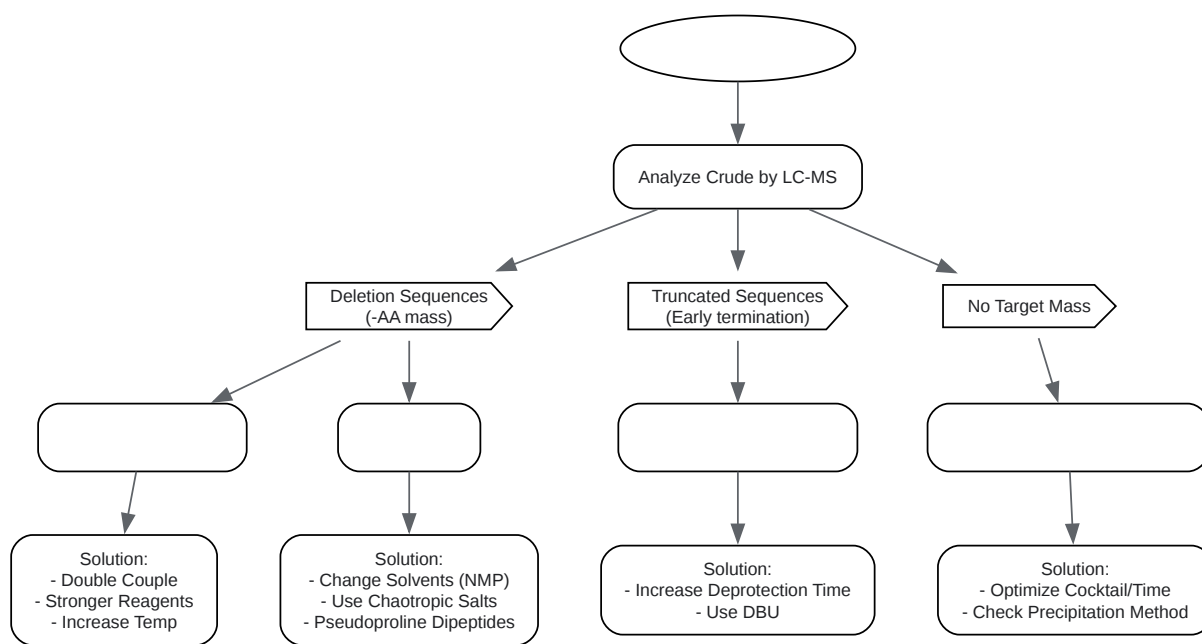 Analyze Crude by LC-MS
Deletion Sequences
(-AA mass)
Truncated Sequences
(Early termination)
No Target Mass
Solution:
- Double Couple
- Stronger Reagents
- Increase Temp
Solution:
- Change Solvents (NMP)
- Use Chaotropic Salts
- Pseudoproline Dipeptides
Solution:
- Increase Deprotection Time
- Use DBU
Solution:
- Optimize Cocktail/Time
- Check Precipitation Method